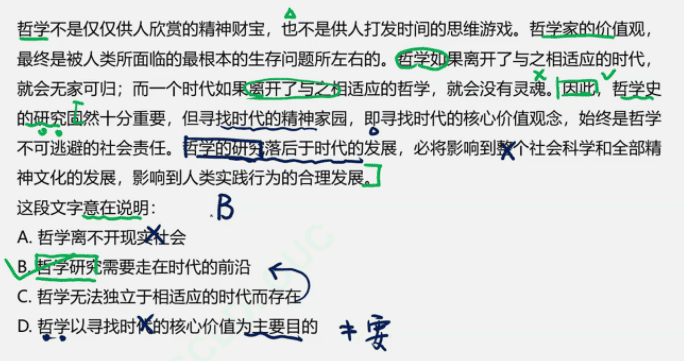 哲学不是仅仅供人欣赏的精神财宝，也不是供人打发时间的思维游戏。哲学家的价值观，
最终是被人类所面临的最根本的生存问题所左右的。哲学如果离开了与之相适应的时代，
就会无家可归；而一个时代如果离开了与之相适应的哲学，就会没有灵魂。因此，哲学史
的研究固然十分重要，但寻找时代的精神家园，即寻找时代的核心价值观念，始终是哲学
不可逃避的社会责任。哲学的研究落后于时代的发展，必将影响到整个社会科学和全部精
神文化的发展，影响到人类实践行为的合理发展。
这段文字意在说明：
B
A. 哲学离不开现实社会
B. 哲学研究需要走在时代的前沿
C. 哲学无法独立于相适应的时代而存在
D. 哲学以寻找时代的核心价值为主要目的
≠要